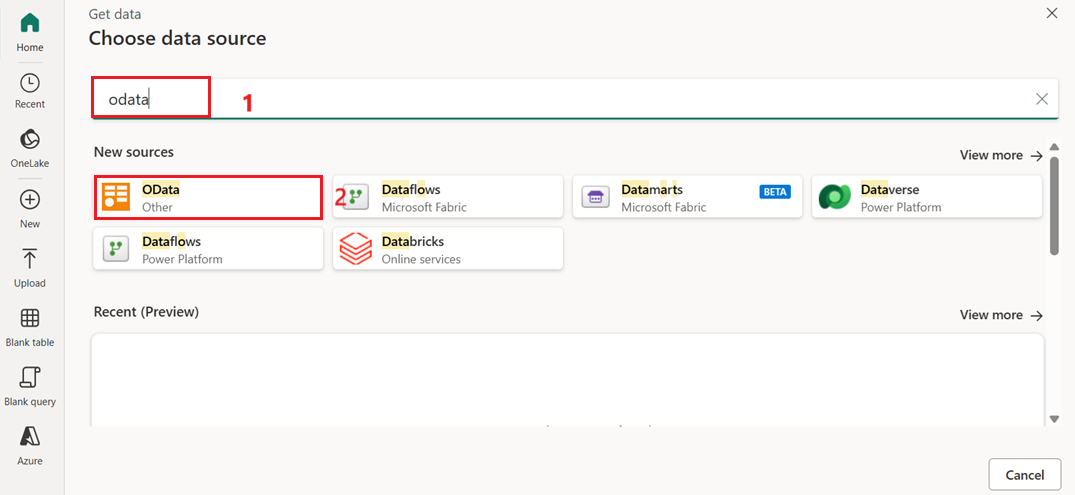 Get data
Choose data source
Home
Recent
OneLake
New
Upload
Blank table
Blank query
Azure
odata
1
New sources
View more
OData
Other
2
Dataflows
Microsoft Fabric
Datamarts
Microsoft Fabric
BETA
Dataverse
Power Platform
Dataflows
Power Platform
Databricks
Online services
Recent (Preview)
View more
Cancel